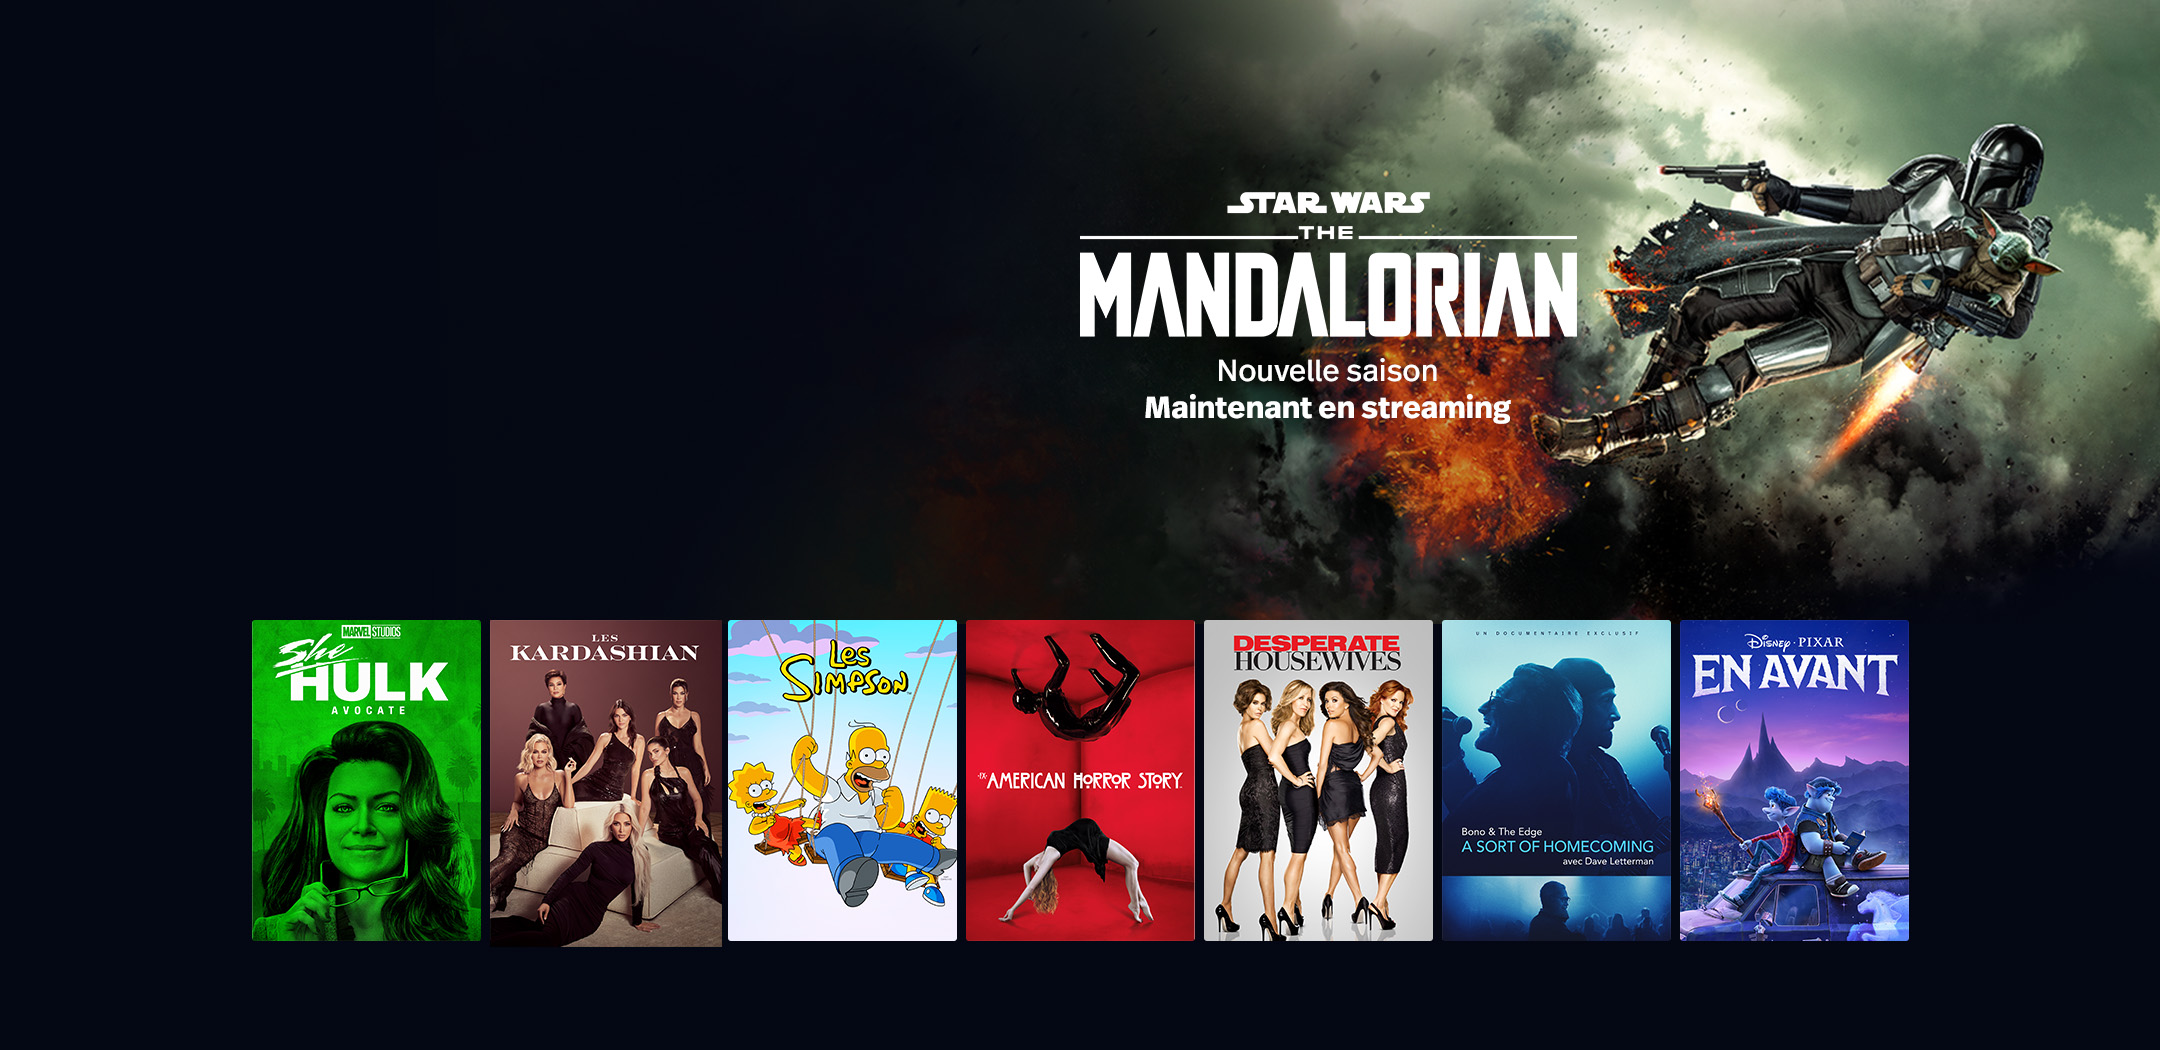 STAR WARS
THE
MANDALORIAN
Nouvelle saison
Maintenant en streaming
MARVEL STUDIOS
She
HULK
AVOCATE
LES
KARDASHIAN
Les
Simpson
FX AMERICAN HORROR STORY
DESPERATE
HOUSEWIVES
UN DOCUMENTAIRE EXCLUSIF
Bono & The Edge
A SORT OF HOMECOMING
avec Dave Letterman
Disney · PIXAR
EN AVANT